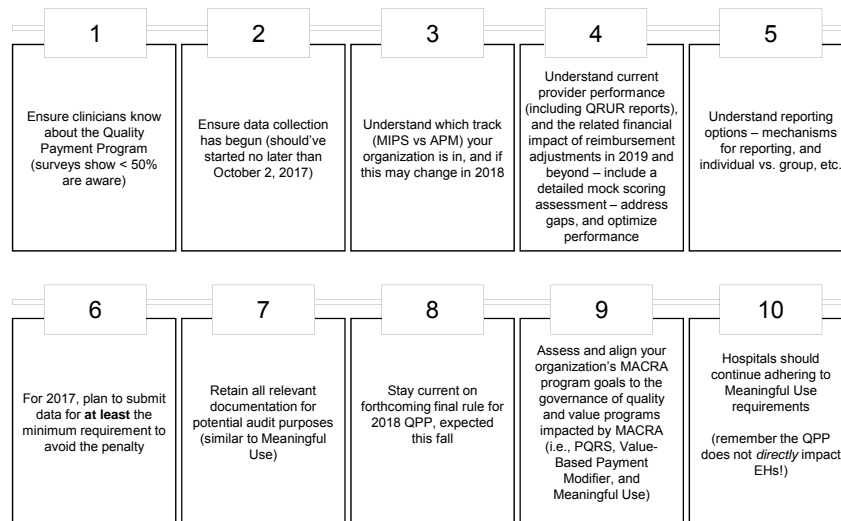 1
Ensure clinicians know
about the Quality
Payment Program
(surveys show < 50%
are aware)
2
Ensure data collection
has begun (should’ve
started no later than
October 2, 2017)
3
Understand which track
(MIPS vs APM) your
organization is in, and if
this may change in 2018
4
Understand current
provider performance
(including QRUR reports),
and the related financial
impact of reimbursement
adjustments in 2019 and
beyond – include a
detailed mock scoring
assessment – address
gaps, and optimize
performance
5
Understand reporting
options – mechanisms
for reporting, and
individual vs. group, etc.
6
For 2017, plan to submit
data for at least the
minimum requirement to
avoid the penalty
7
Retain all relevant
documentation for
potential audit purposes
(similar to Meaningful
Use)
8
Stay current on
forthcoming final rule for
2018 QPP, expected
this fall
9
Assess and align your
organization’s MACRA
program goals to the
governance of quality
and value programs
impacted by MACRA
(i.e., PQRS, Value-
Based Payment
Modifier, and
Meaningful Use)
10
Hospitals should
continue adhering to
Meaningful Use
requirements
(remember the QPP
does not directly impact
EHs!)